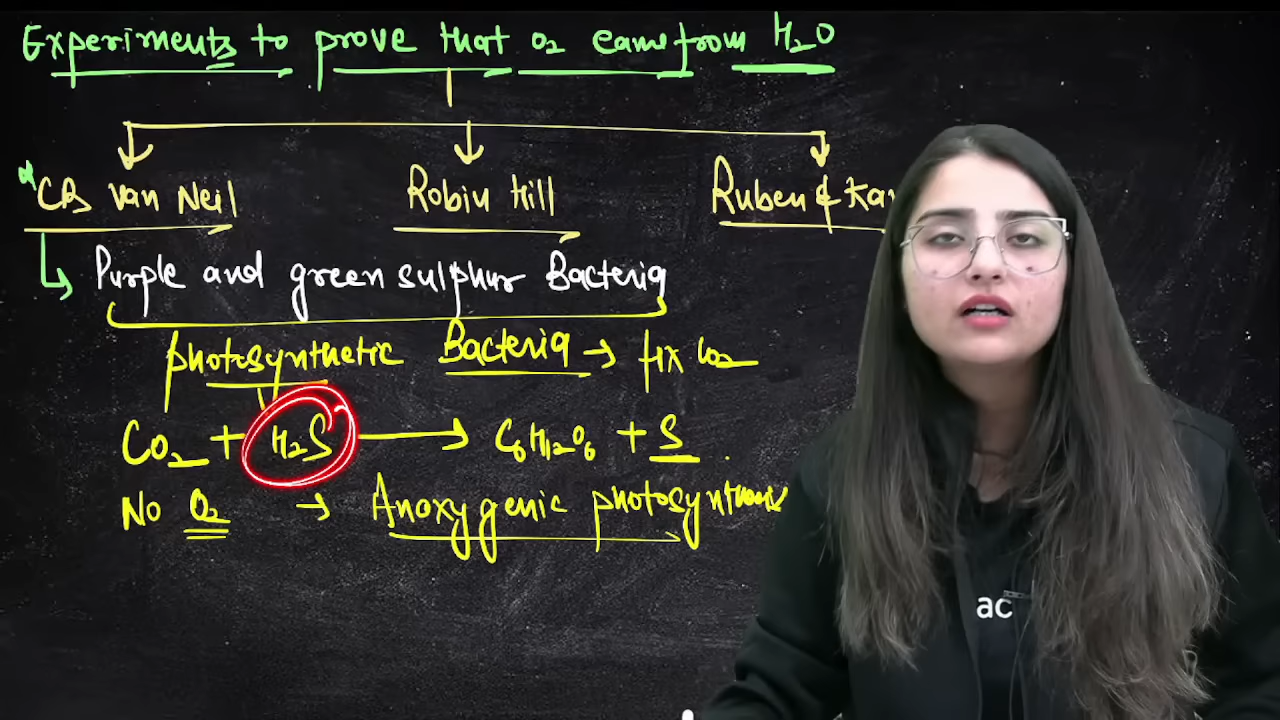 Experiments to prove that O2 came from H2O
CB Van Neil
Robin Hill
Ruben &
Purple and green sulphur Bacteria
photosynthetic Bacteria → fix CO2
CO2 + H2S → C6H12O6 + S
No O2 → Anoxygenic photosynthesis
ac